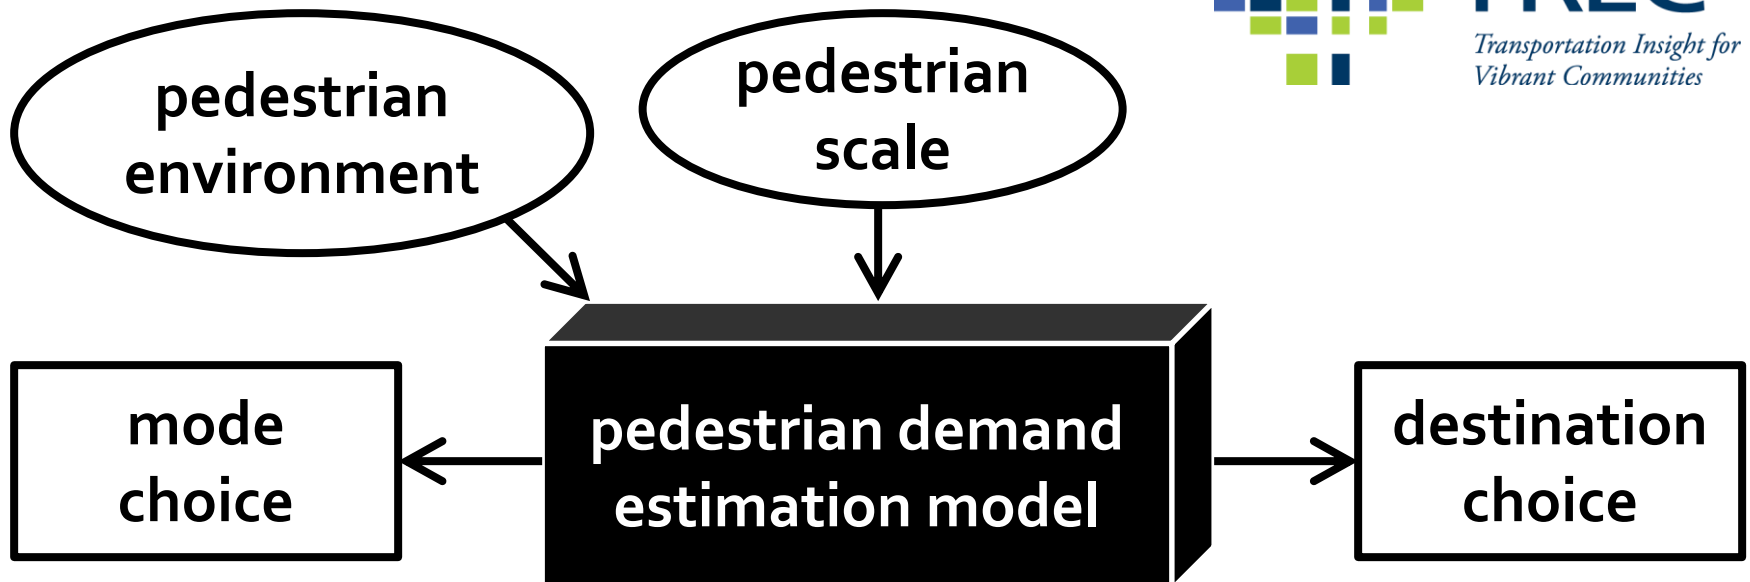 pedestrian
environment
pedestrian
scale
Transportation Insight for
Vibrant Communities
mode
choice
pedestrian demand
estimation model
destination
choice